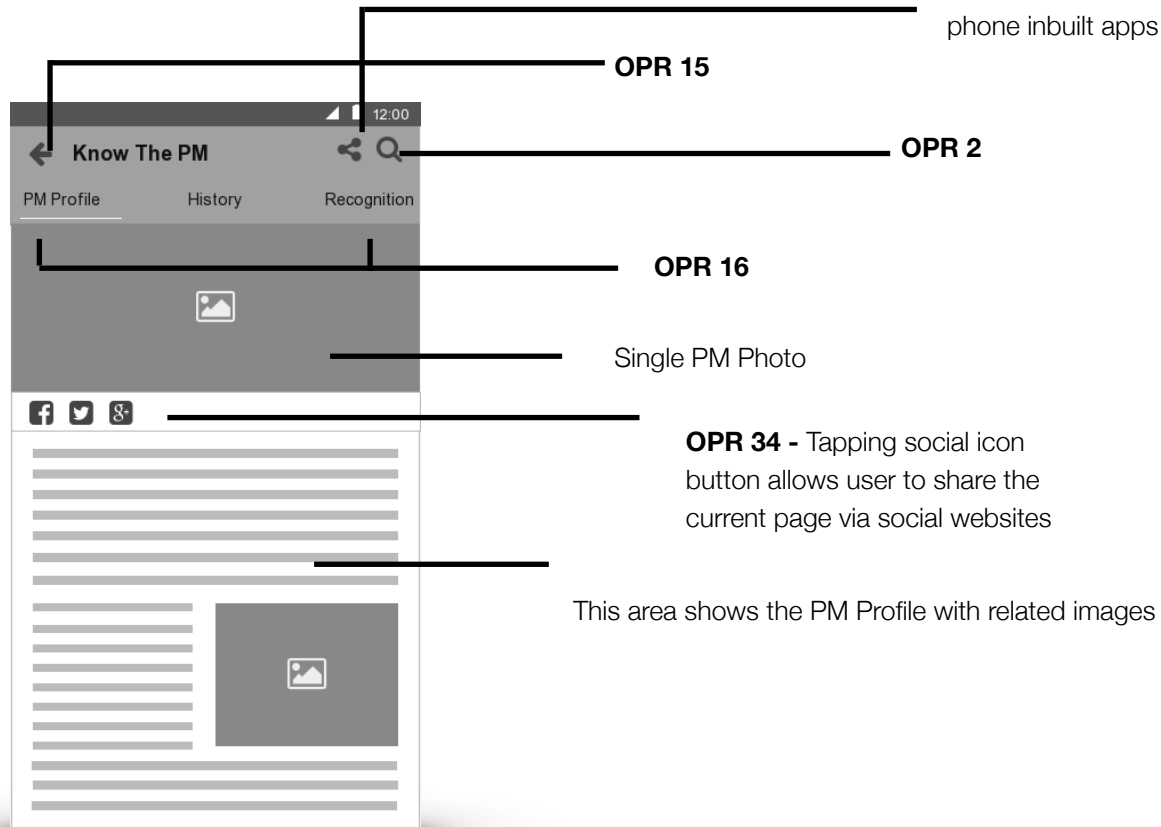 phone inbuilt apps
OPR 15
12:00
Know The PM
OPR 2
PM Profile History Recognition
OPR 16
Single PM Photo
OPR 34 - Tapping social icon
button allows user to share the
current page via social websites
This area shows the PM Profile with related images